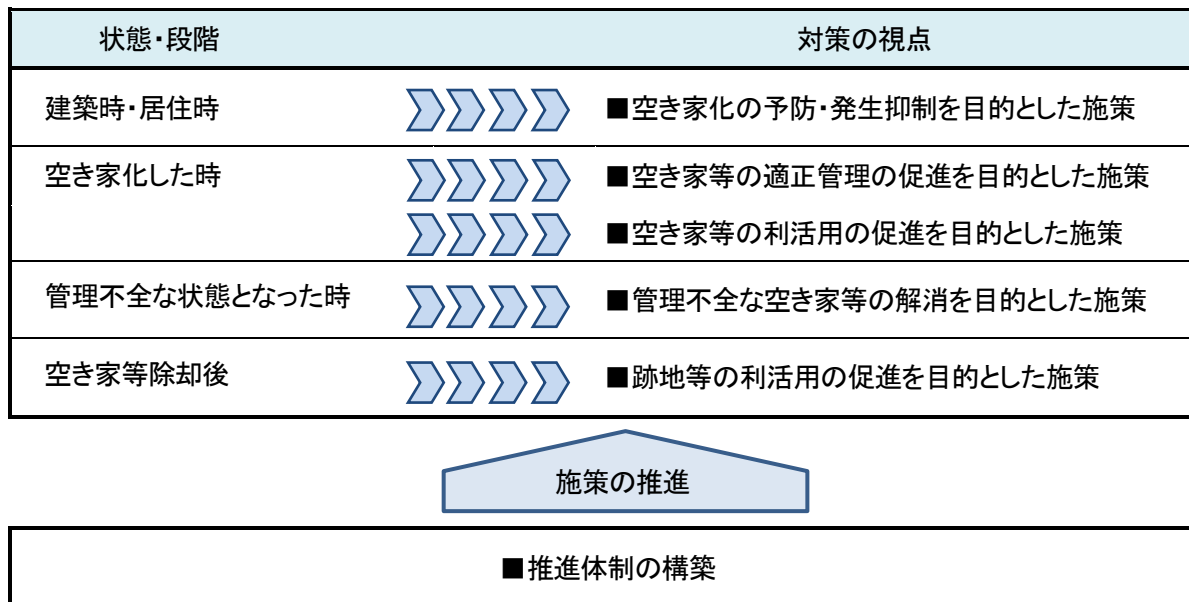 状態・段階 対策の視点
建築時・居住時 ■空き家化の予防・発生抑制を目的とした施策
空き家化した時 ■空き家等の適正管理の促進を目的とした施策
■空き家等の利活用の促進を目的とした施策
管理不全な状態となった時 ■管理不全な空き家等の解消を目的とした施策
空き家等除却後 ■跡地等の利活用の促進を目的とした施策
施策の推進
■推進体制の構築